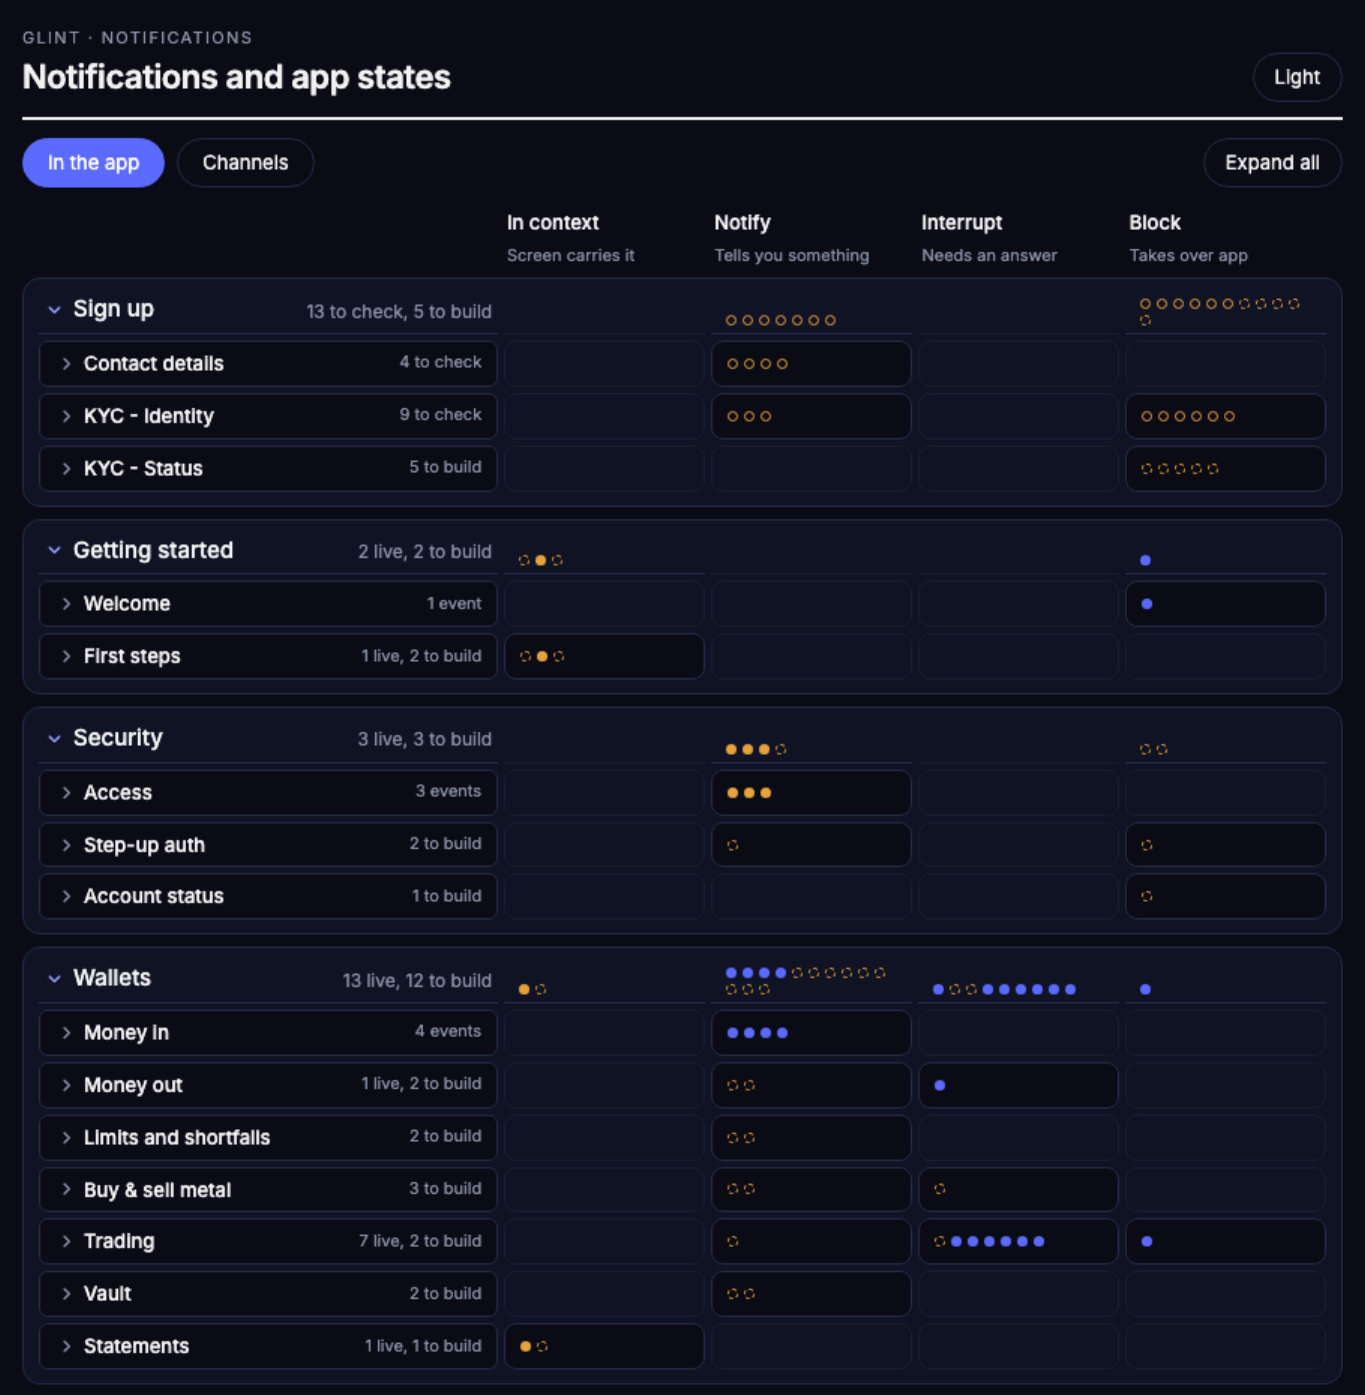 GLINT · NOTIFICATIONS
Notifications and app states
Light
In the app
Channels
Expand all
In context
Notify
Interrupt
Block
Screen carries it
Tells you something
Needs an answer
Takes over app
Sign up
13 to check, 5 to build
Contact details
4 to check
KYC - Identity
9 to check
KYC - Status
5 to build
Getting started
2 live, 2 to build
Welcome
1 event
First steps
1 live, 2 to build
Security
3 live, 3 to build
Access
3 events
Step-up auth
2 to build
Account status
1 to build
Wallets
13 live, 12 to build
Money in
4 events
Money out
1 live, 2 to build
Limits and shortfalls
2 to build
Buy & sell metal
3 to build
Trading
7 live, 2 to build
Vault
2 to build
Statements
1 live, 1 to build